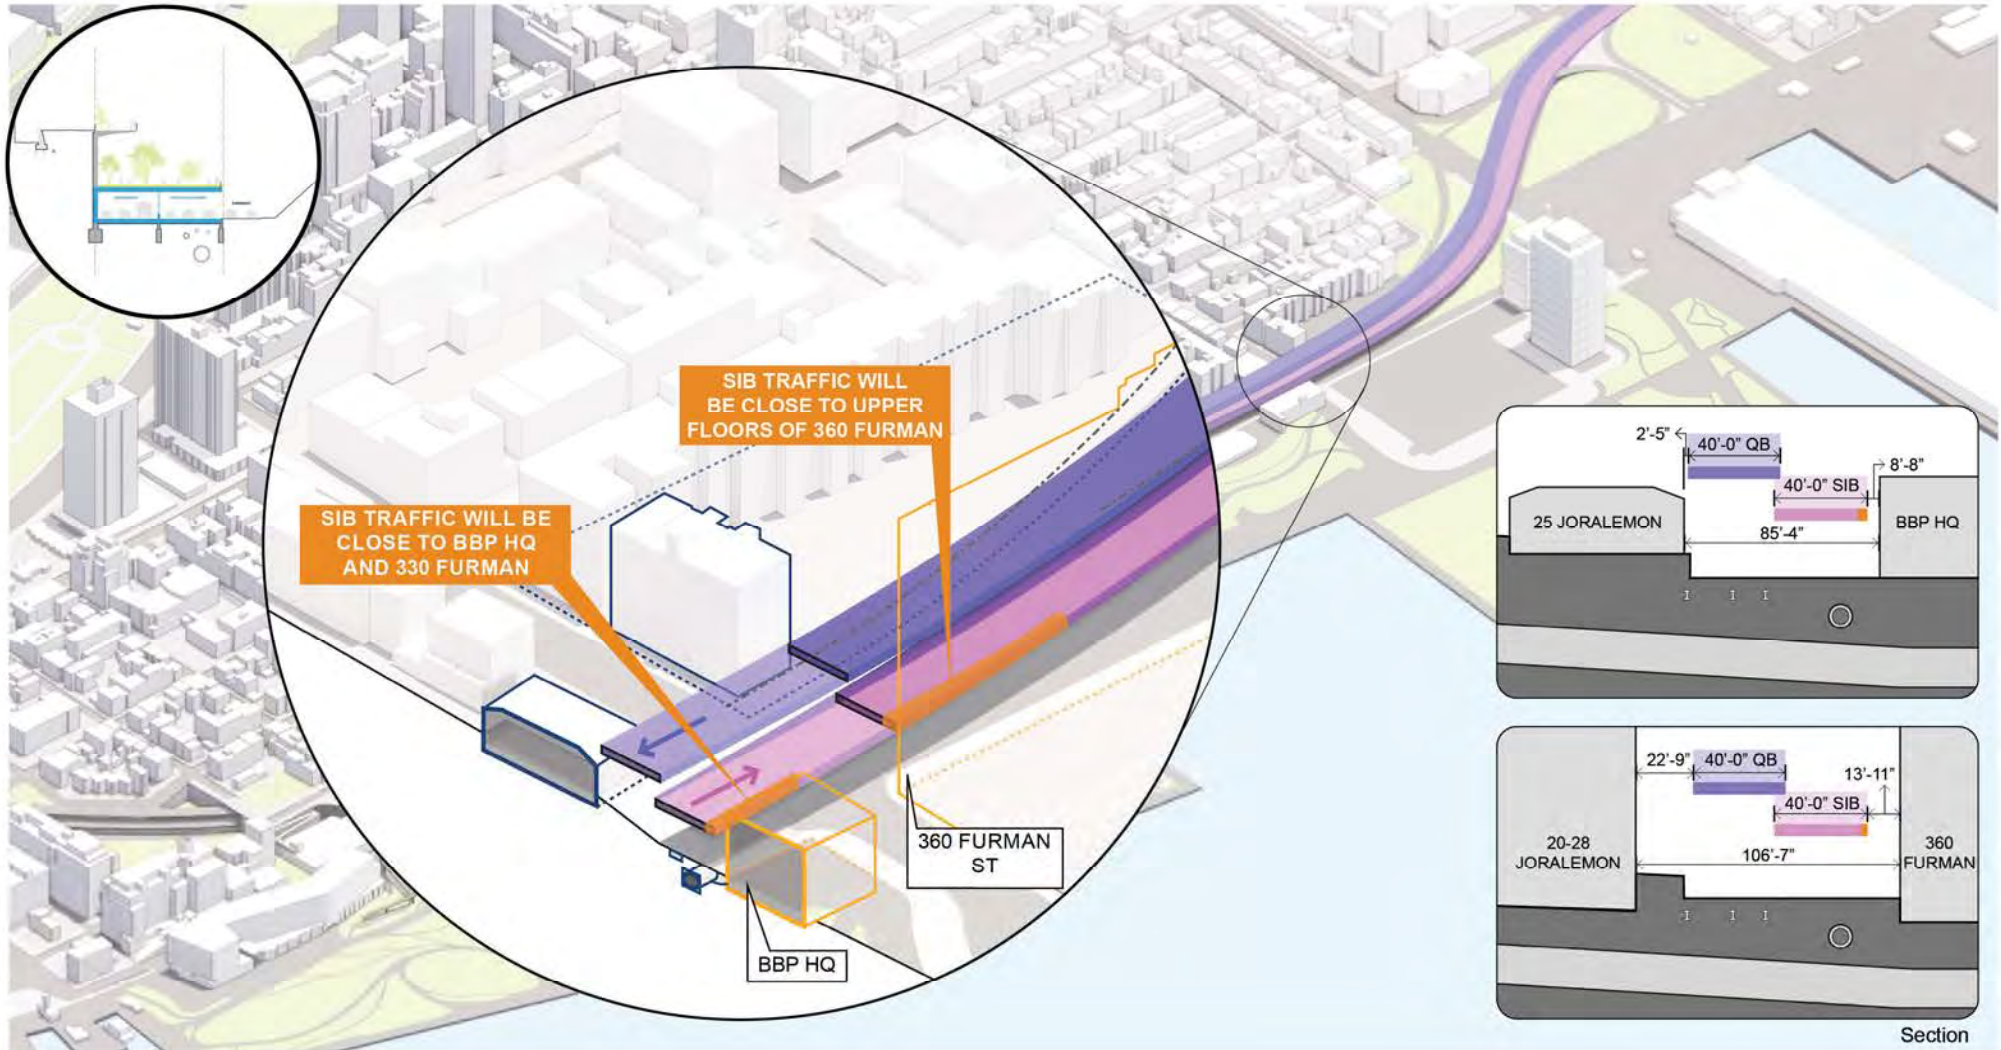 SIB TRAFFIC WILL
BE CLOSE TO UPPER
FLOORS OF 360 FURMAN
SIB TRAFFIC WILL BE
CLOSE TO BBP HQ
AND 330 FURMAN
360 FURMAN
ST
BBP HQ
2'-5"
40'-0" QB
8'-8"
40'-0" SIB
25 JORALEMON
BBP HQ
85'-4"
22'-9"
40'-0" QB
13'-11"
40'-0" SIB
20-28
JORALEMON
106'-7"
360
FURMAN
Section